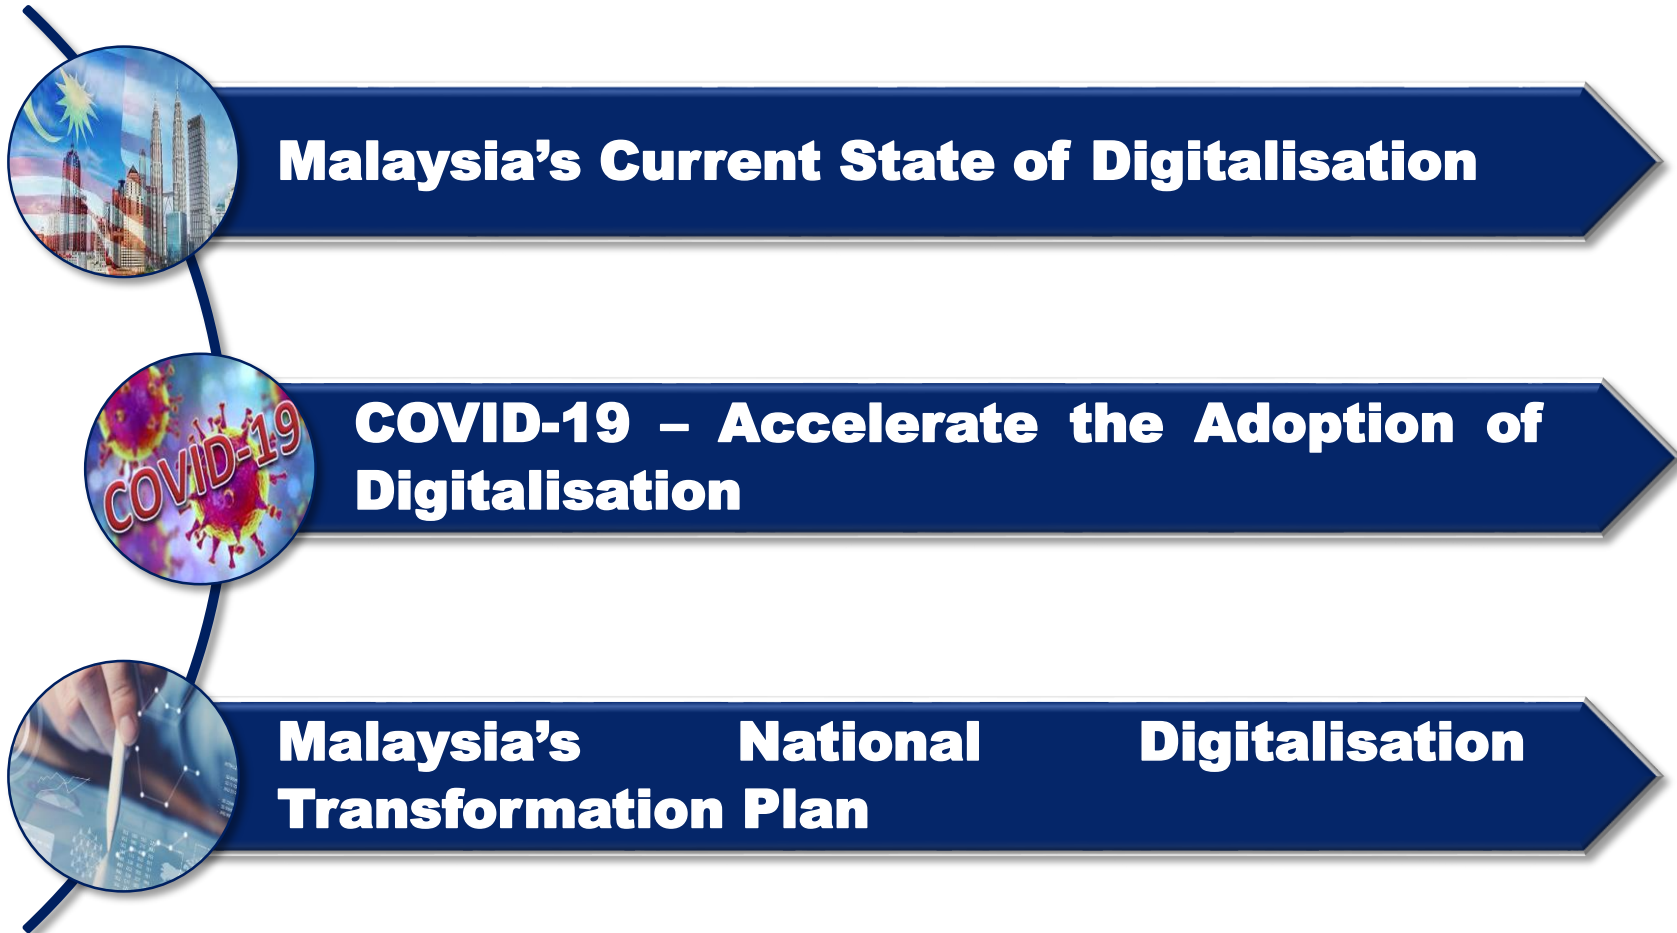 Malaysia’s Current State of Digitalisation
COVID-19 – Accelerate the Adoption of
Digitalisation
COVID-19
Malaysia’s National Digitalisation
Transformation Plan